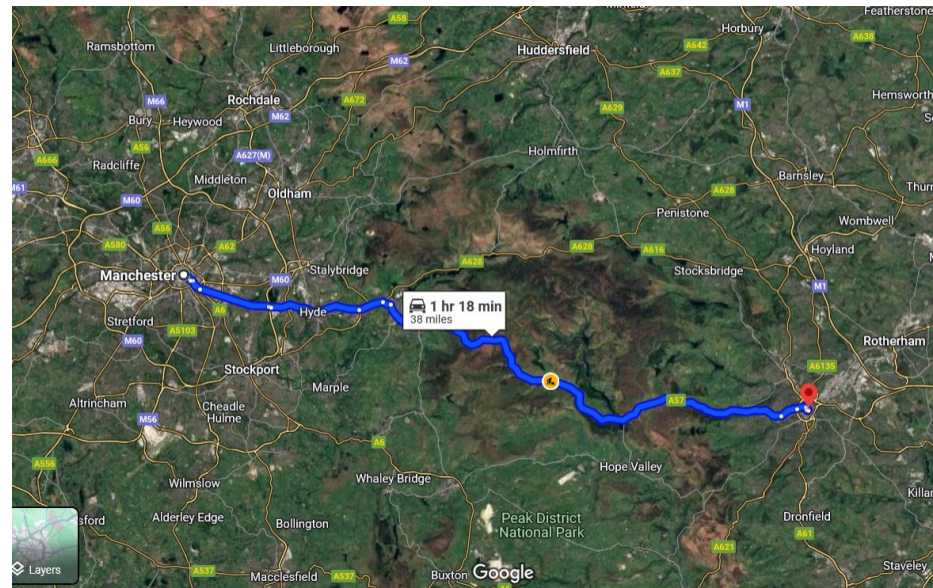 A58
Featherstone
Ramsbottom
Littleborough
Huddersfield
Horbury
A638
A642
M62
A637
M66
Rochdale
A672
A629
M1
Hemsworth
Bury
Heywood
M62
A56
A627(M)
A666
Radcliffe
Holmfirth
Middleton
Oldham
Barnsley
M61
M60
A628
Thurn
Penistone
Wombwell
A56
A580
A62
A628
A616
Hoyland
Manchester
M60
Stalybridge
A628
Stocksbridge
M1
1 hr 18 min
38 miles
A6
Hyde
Stretford
A5103
M60
Rotherham
Stockport
A6135
Marple
Altrincham
Cheadle
Hulme
A57
M56
A6
A556
Hope Valley
Wilmslow
Whaley Bridge
Killar
sford
Alderley Edge
Bollington
Peak District
National Park
Dronfield
A61
A621
Layers
A537
Macclesfield
A537
Buxton
Google
Staveley